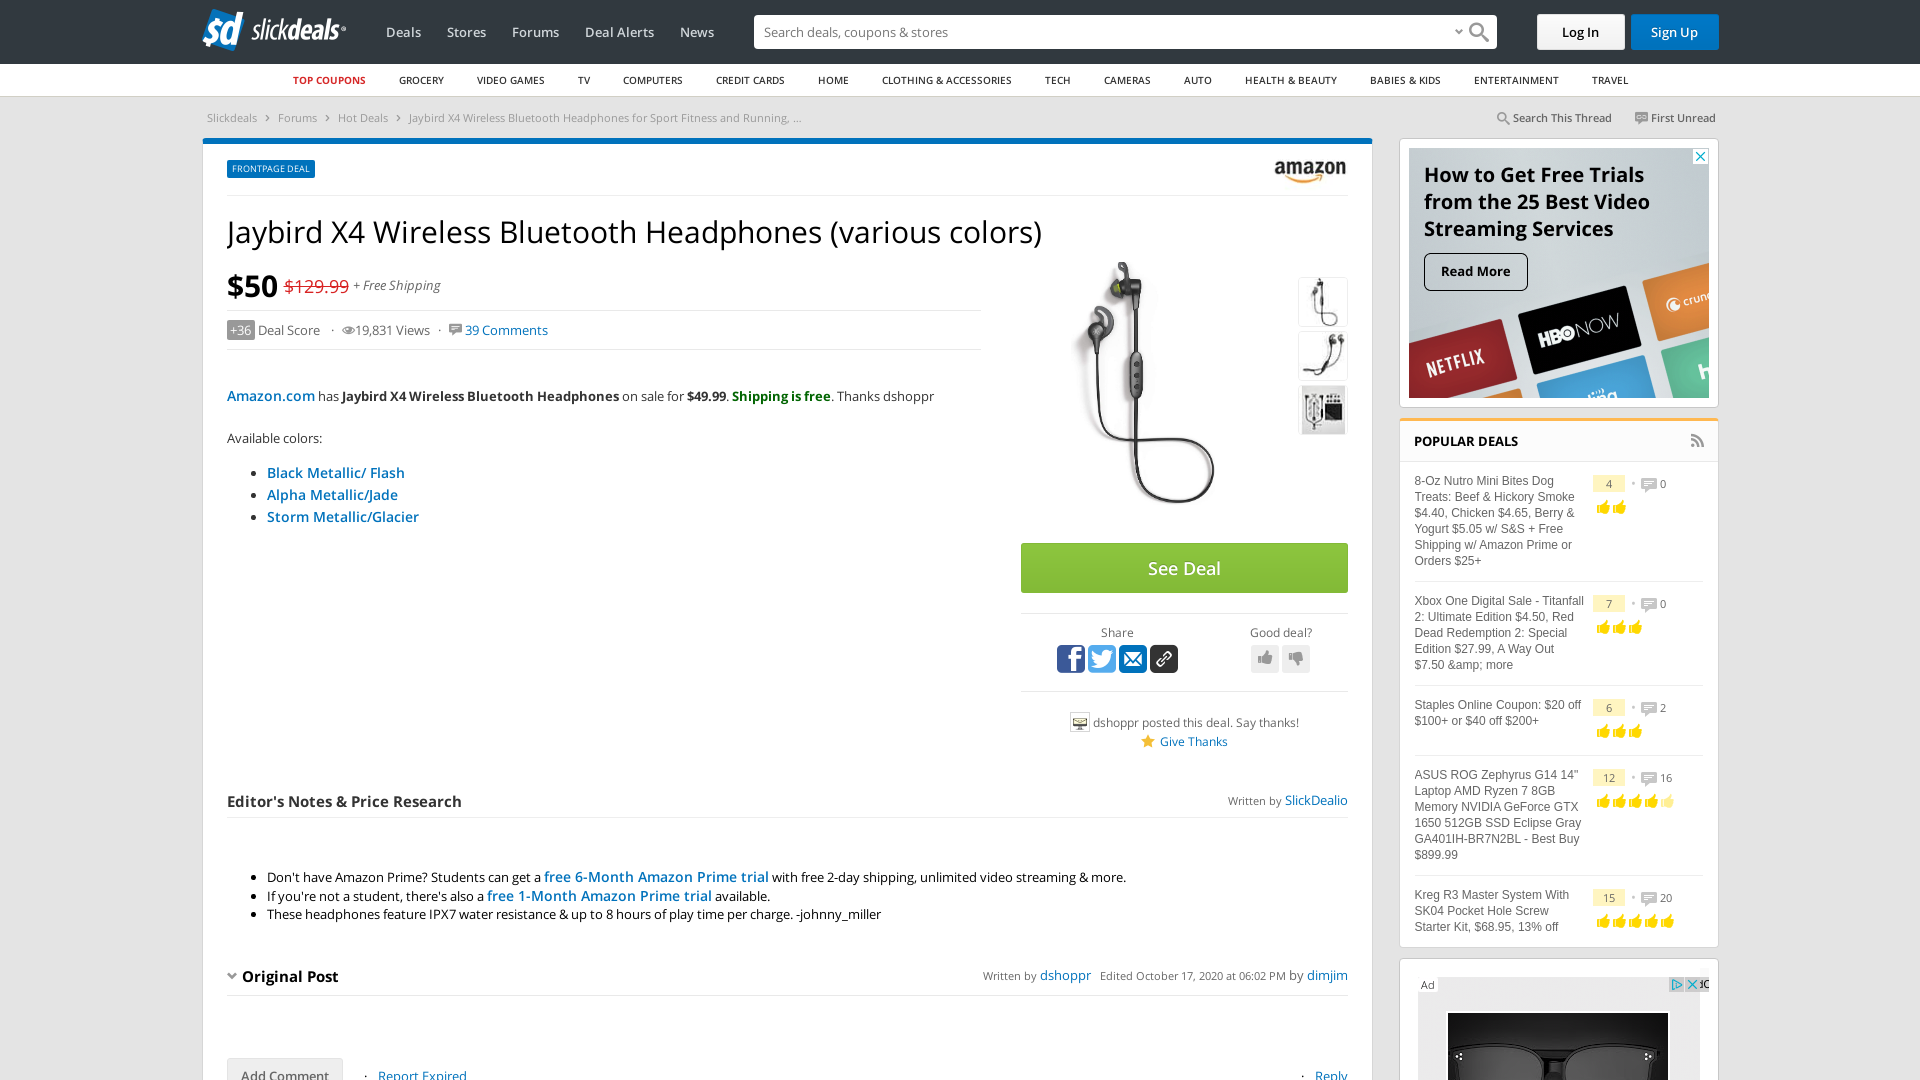 slickdeals
Deals
Stores
Forums
Deal Alerts
News
Search deals, coupons & stores
Log In
Sign Up
TOP COUPONS
GROCERY
VIDEO GAMES
TV
COMPUTERS
CREDIT CARDS
HOME
CLOTHING & ACCESSORIES
TECH
CAMERAS
AUTO
HEALTH & BEAUTY
BABIES & KIDS
ENTERTAINMENT
TRAVEL
Slickdeals > Forums > Hot Deals > Jaybird X4 Wireless Bluetooth Headphones for Sport Fitness and Running, ...
Search This Thread
First Unread
FRONTPAGE DEAL
amazon
Jaybird X4 Wireless Bluetooth Headphones (various colors)
$50 $129.99 + Free Shipping
+36 Deal Score · 19,831 Views · 39 Comments
Amazon.com has Jaybird X4 Wireless Bluetooth Headphones on sale for $49.99. Shipping is free. Thanks dshoppr
Available colors:
• Black Metallic/ Flash
• Alpha Metallic/Jade
• Storm Metallic/Glacier
See Deal
Share
Good deal?
dshoppr posted this deal. Say thanks!
Give Thanks
Editor's Notes & Price Research
Written by SlickDealio
• Don't have Amazon Prime? Students can get a free 6-Month Amazon Prime trial with free 2-day shipping, unlimited video streaming & more.
• If you're not a student, there's also a free 1-Month Amazon Prime trial available.
• These headphones feature IPX7 water resistance & up to 8 hours of play time per charge. -johnny_miller
Original Post
Written by dshoppr Edited October 17, 2020 at 06:02 PM by dimjim
Add Comment
· Report Expired
· Reply
How to Get Free Trials
from the 25 Best Video
Streaming Services
Read More
NETFLIX
HBO NOW
POPULAR DEALS
8-Oz Nutro Mini Bites Dog
Treats: Beef & Hickory Smoke
$4.40, Chicken $4.65, Berry &
Yogurt $5.05 w/ S&S + Free
Shipping w/ Amazon Prime or
Orders $25+
4 • 0
Xbox One Digital Sale - Titanfall
2: Ultimate Edition $4.50, Red
Dead Redemption 2: Special
Edition $27.99, A Way Out
$7.50 &amp; more
7 • 0
Staples Online Coupon: $20 off
$100+ or $40 off $200+
6 • 2
ASUS ROG Zephyrus G14 14"
Laptop AMD Ryzen 7 8GB
Memory NVIDIA GeForce GTX
1650 512GB SSD Eclipse Gray
GA401IH-BR7N2BL - Best Buy
$899.99
12 • 16
Kreg R3 Master System With
SK04 Pocket Hole Screw
Starter Kit, $68.95, 13% off
15 • 20
Ad